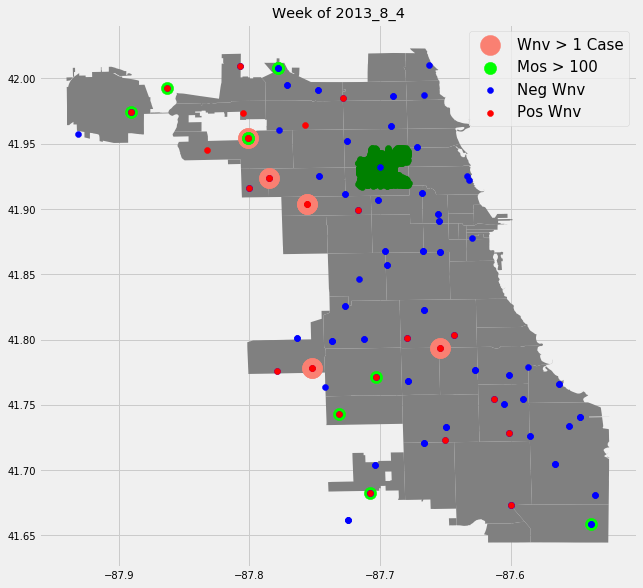 Week of 2013_8_4
Wnv > 1 Case
Mos > 100
Neg Wnv
Pos Wnv
42.00
41.95
41.90
41.85
41.80
41.75
41.70
41.65
−87.9
−87.8
−87.7
−87.6